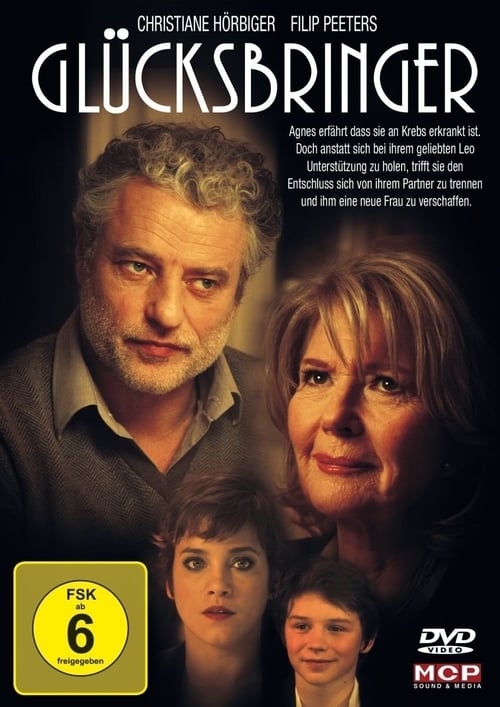 CHRISTIANE HÖRBIGER FILIP PEETERS
GLÜCKSBRINGER
Agnes erfährt dass sie an Krebs erkrankt ist.
Doch anstatt sich bei ihrem geliebten Leo
Unterstützung zu holen, trifft sie den
Entschluss sich von ihrem Partner zu trennen
und ihm eine neue Frau zu verschaffen.
FSK
ab
6
freigegeben
DVD
VIDEO
MCP
SOUND & MEDIA